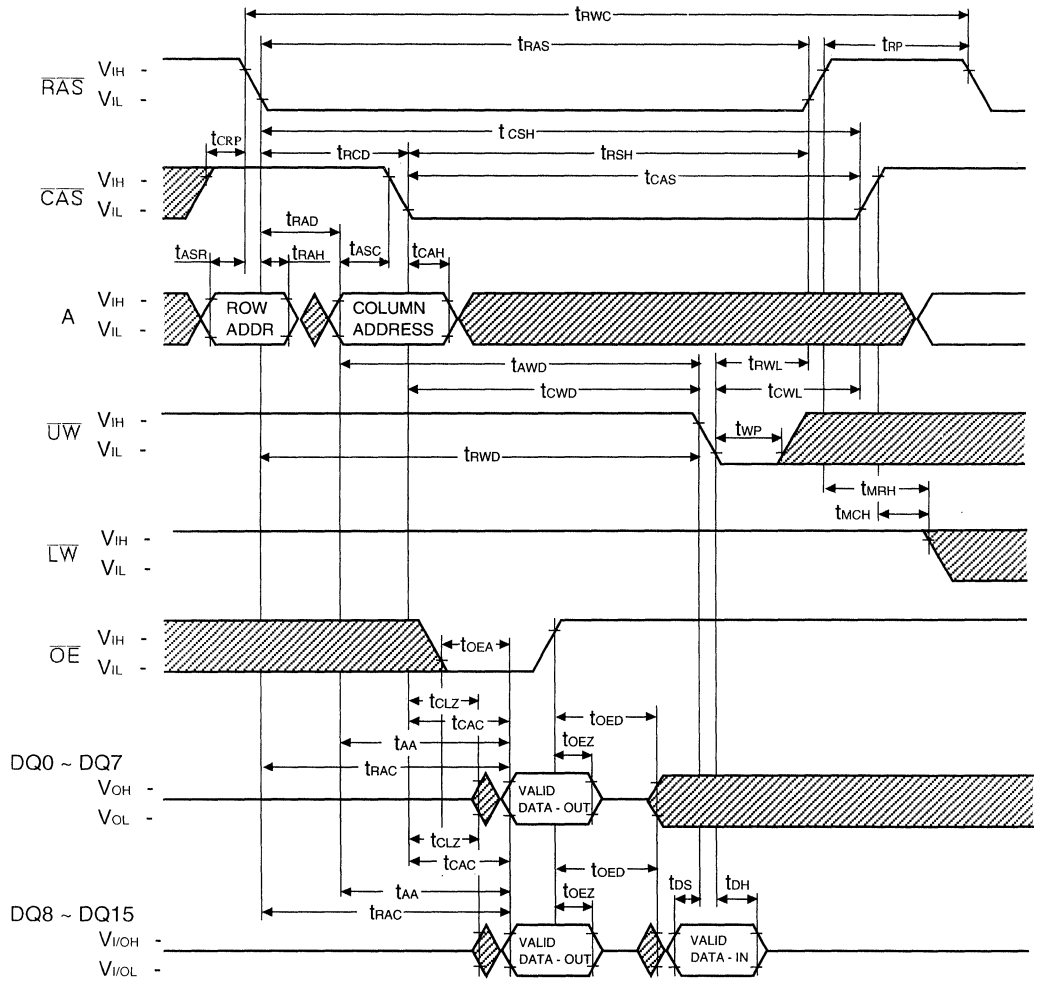 tRWC
tRAS
tRP
RAS
VIH -
VIL -
tCSH
tCRP
tRCD
tRSH
CAS
VIH -
VIL -
tCAS
tRAD
tASR
tRAH
tASC
tCAH
A
VIH -
VIL -
ROW ADDR
COLUMN ADDRESS
tAWD
tRWL
tCWD
tCWL
UW
VIH -
VIL -
tWP
tRWD
tMRH
tMCH
LW
VIH -
VIL -
OE
VIH -
VIL -
tOEA
tCLZ
tCAC
tOED
tAA
tOEZ
DQ0 ~ DQ7
tRAC
VOH -
VOL -
VALID
DATA - OUT
tCLZ
tCAC
tOED
tDS
tDH
tAA
tOEZ
DQ8 ~ DQ15
tRAC
VI/OH -
VI/OL -
VALID
DATA - OUT
VALID
DATA - IN